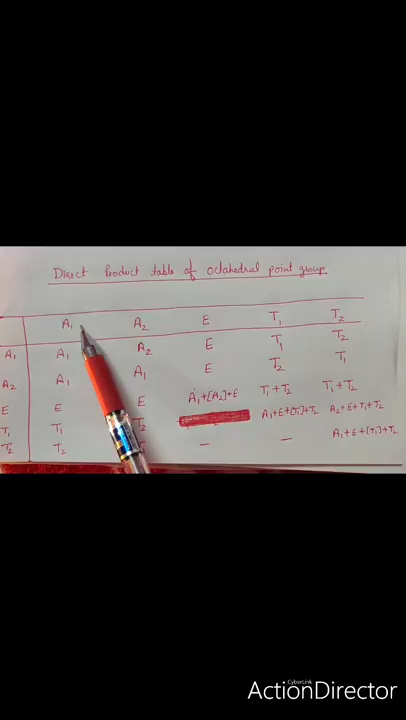 Direct Product table of octahedral point group
A₁ A₂ E T₁ T₂
A₁ A₁ A₂ E T₁ T₂
A₂ A₁ A₁ E T₂ T₁
E E E A₁+[A₂]+E T₁+T₂ T₁+T₂
T₁ T₁ T₂ A₁+E+[T₁]+T₂ A₂+E+T₁+T₂
T₂ T₂ — — A₁+E+[T₁]+T₂
CyberLink
ActionDirector